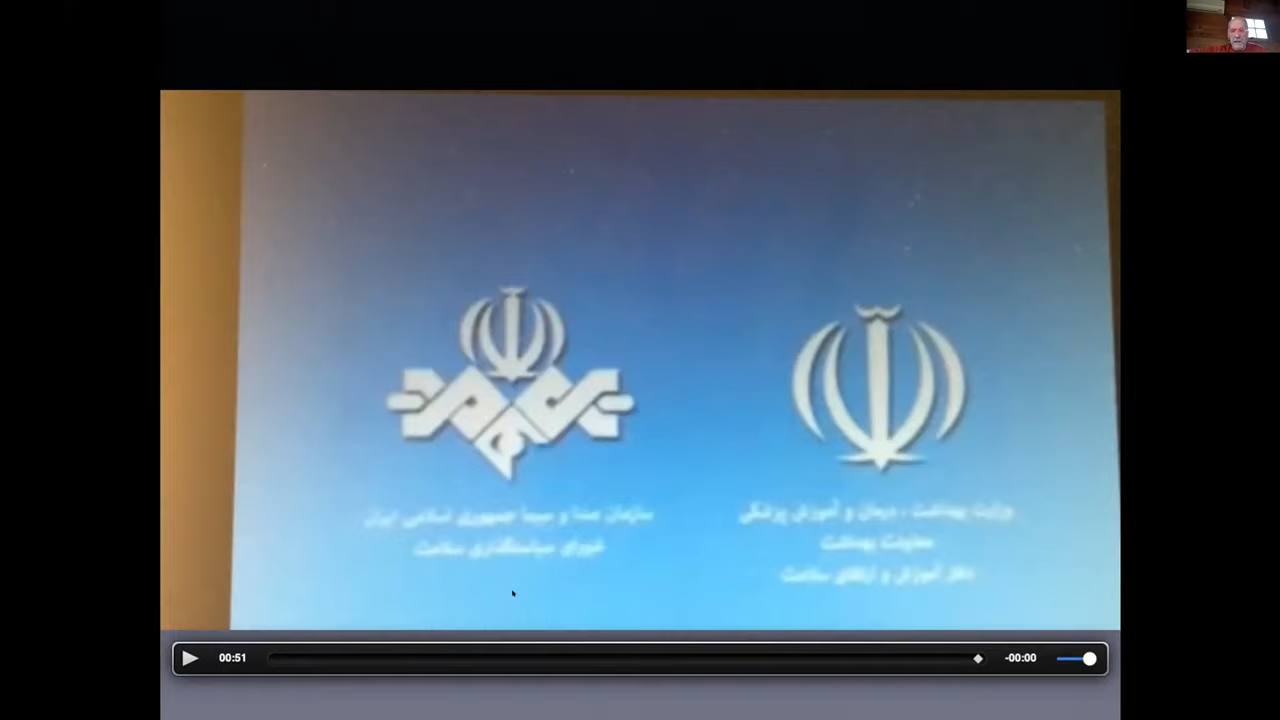 وزارت بهداشت ، درمان و آموزش پزشکی
معاونت بهداشت
دفتر آموزش و ارتقای سلامت
سازمان صدا و سیما جمهوری اسلامی ایران
شورای سیاستگذاری سلامت
00:51
-00:00